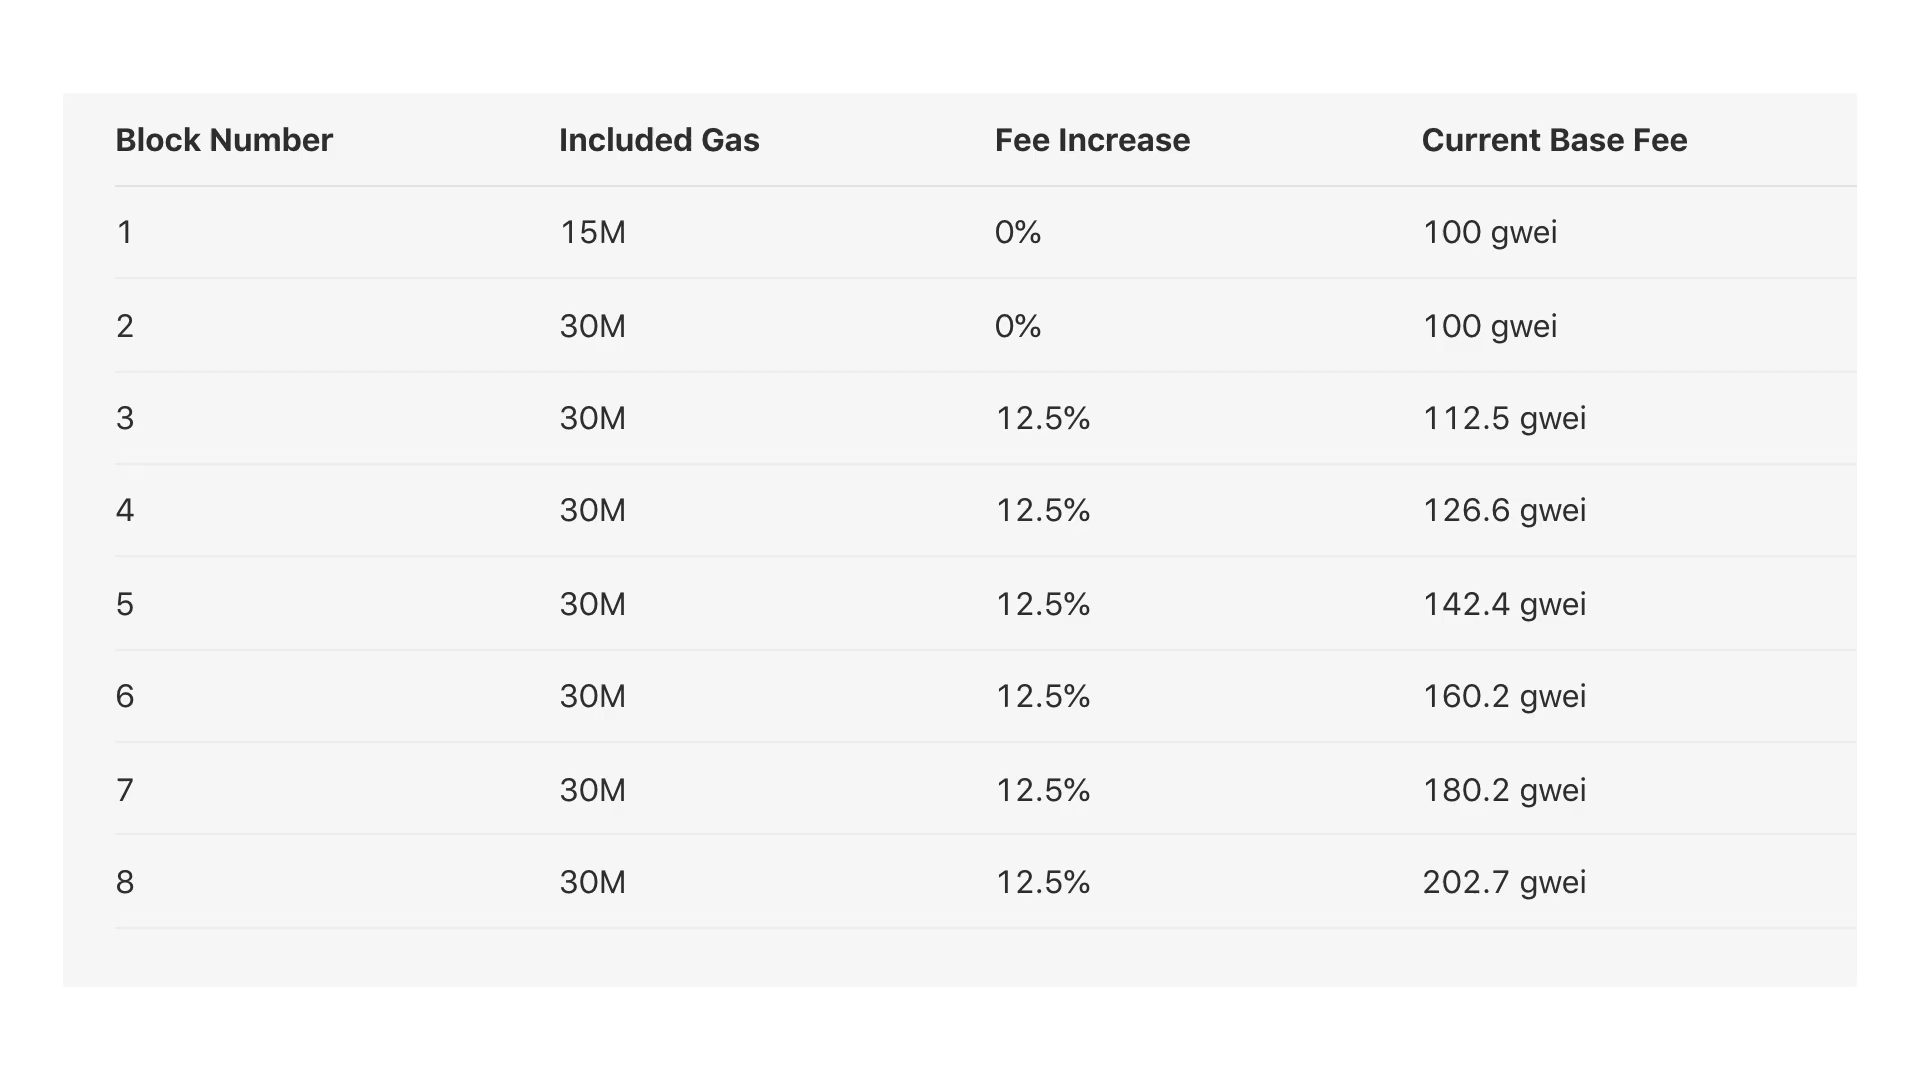 Block Number Included Gas Fee Increase Current Base Fee
1 15M 0% 100 gwei
2 30M 0% 100 gwei
3 30M 12.5% 112.5 gwei
4 30M 12.5% 126.6 gwei
5 30M 12.5% 142.4 gwei
6 30M 12.5% 160.2 gwei
7 30M 12.5% 180.2 gwei
8 30M 12.5% 202.7 gwei